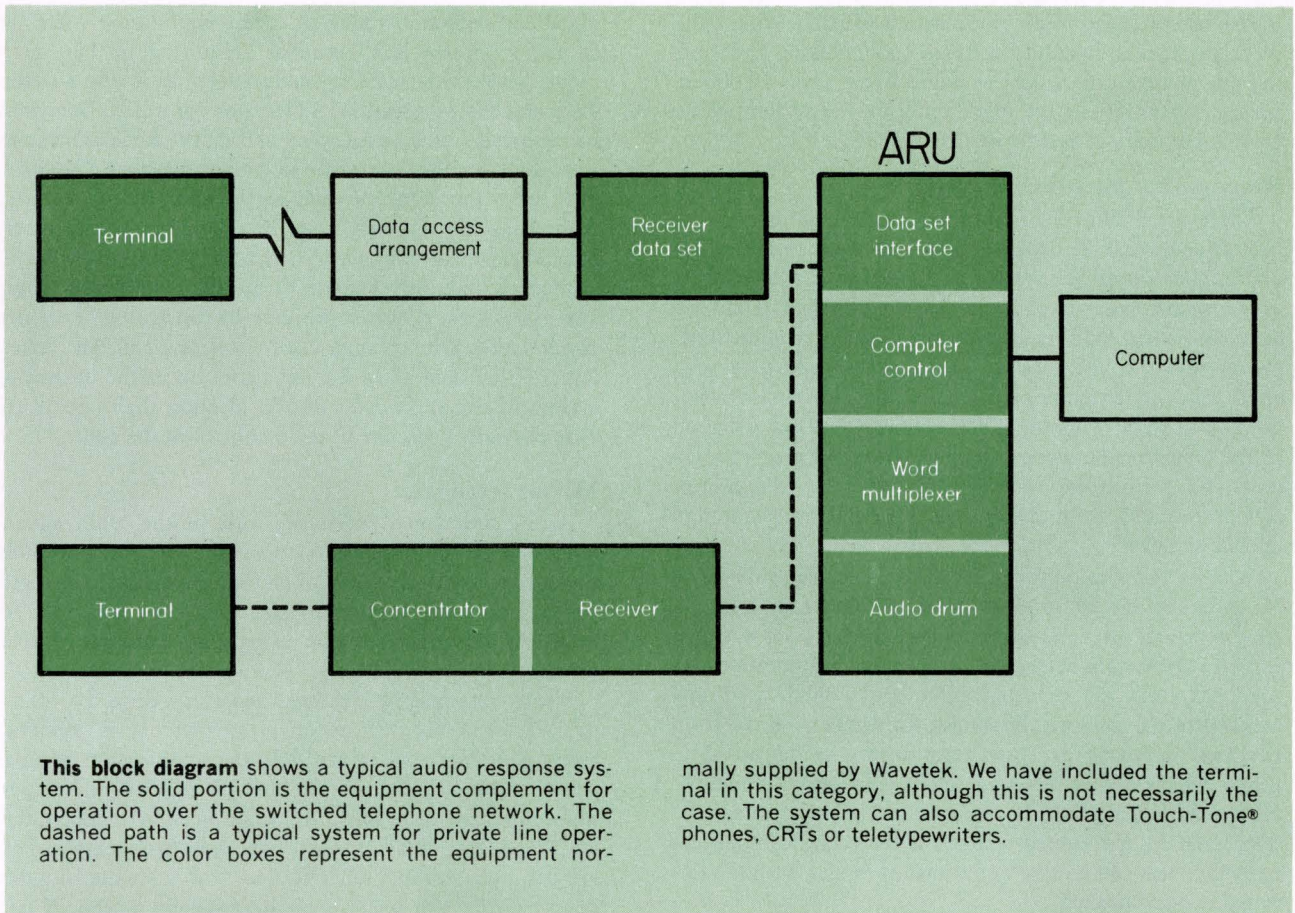 ARU
Terminal
Data access
arrangement
Receiver
data set
Data set
interface
Computer
control
Computer
Word
multiplexer
Terminal
Concentrator
Receiver
Audio drum
This block diagram shows a typical audio response sys-
tem. The solid portion is the equipment complement for
operation over the switched telephone network. The
dashed path is a typical system for private line oper-
ation. The color boxes represent the equipment nor-
mally supplied by Wavetek. We have included the termi-
nal in this category, although this is not necessarily the
case. The system can also accommodate Touch-Tone®
phones, CRTs or teletypewriters.